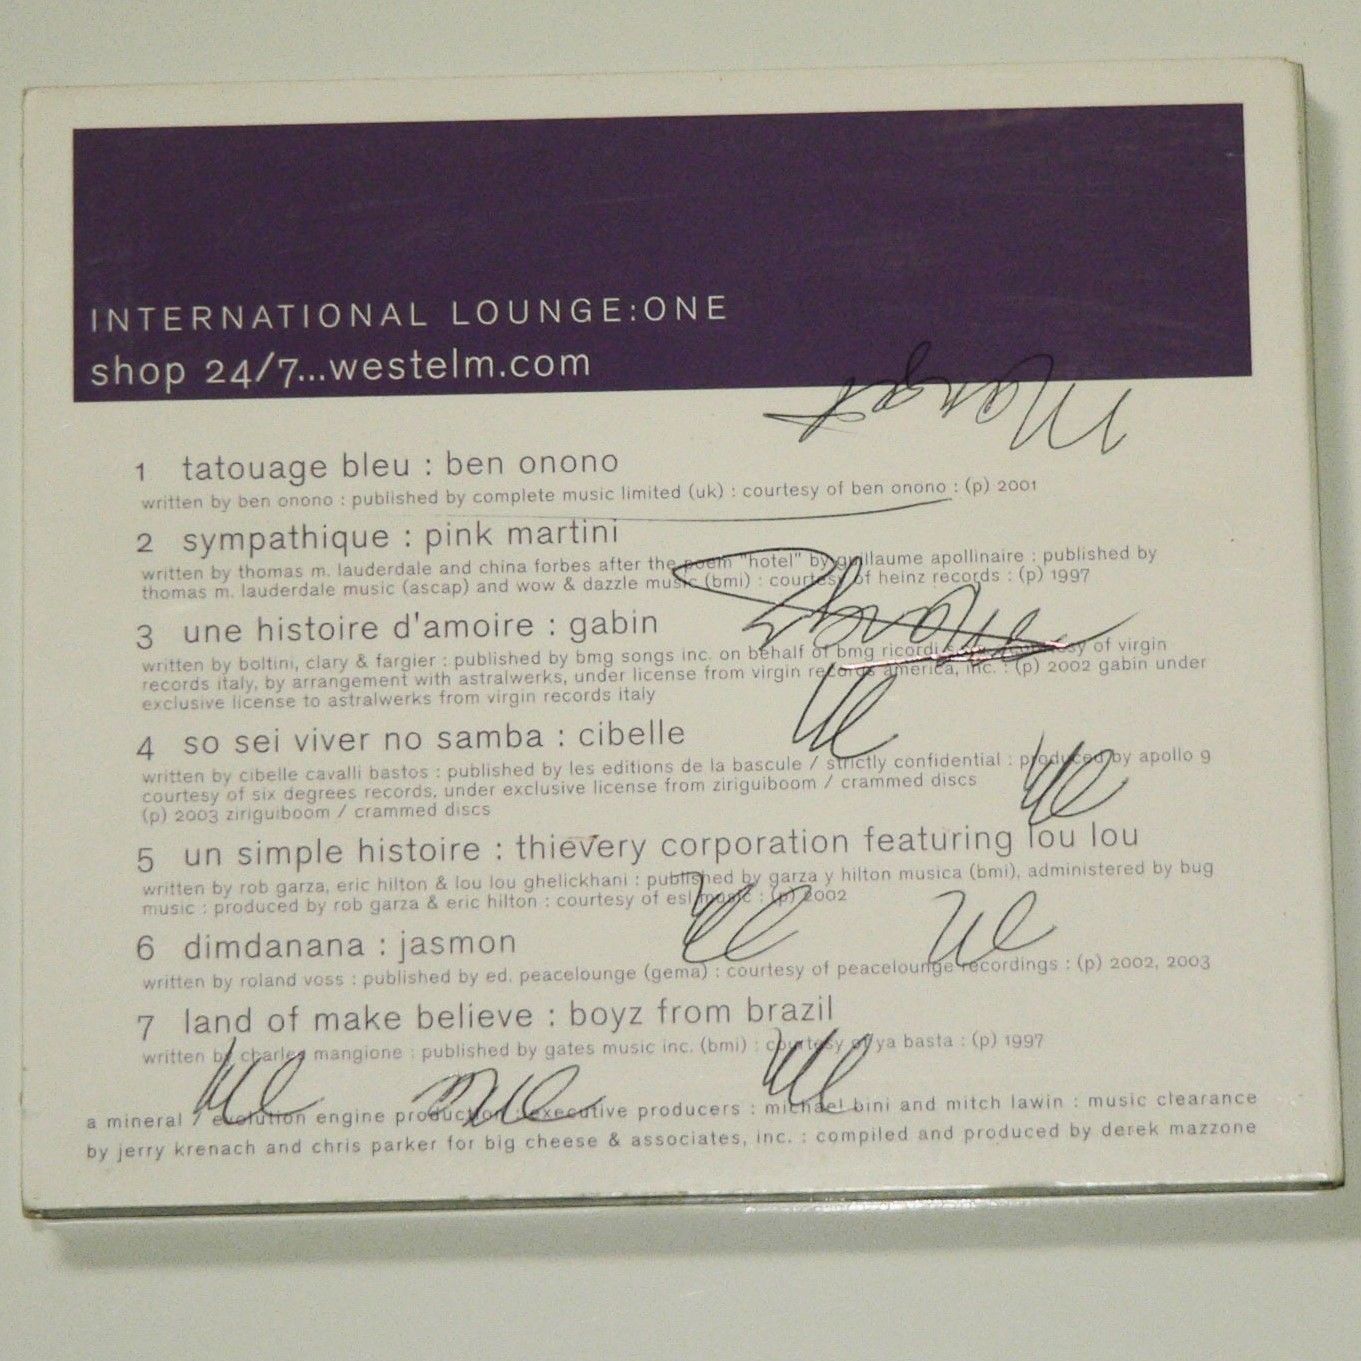 INTERNATIONAL LOUNGE:ONE
shop 24/7...westelm.com
1 tatouage bleu : ben onono
written by ben onono : published by complete music limited (uk) : courtesy of ben onono : (p) 2001
2 sympathique : pink martini
written by thomas m. lauderdale and china forbes after the poem "hotel" by guillaume apollinaire : published by
thomas m. lauderdale music (ascap) and wow & dazzle music (bmi) : courtesy of heinz records : (p) 1997
3 une histoire d'amoire : gabin
written by boltini, clary & fargier : published by bmg songs inc. on behalf of bmg ricordi courtesy of virgin
records italy, by arrangement with astralwerks, under license from virgin records america, inc. : (p) 2002 gabin under
exclusive license to astralwerks from virgin records italy
4 so sei viver no samba : cibelle
written by cibelle cavalli bastos : published by les editions de la bascule / strictly confidential : produced by apollo 9
courtesy of six degrees records, under exclusive license from ziriguiboom / crammed discs
(p) 2003 ziriguiboom / crammed discs
5 un simple histoire : thievery corporation featuring lou lou
written by rob garza, eric hilton & lou lou ghelickhani : published by garza y hilton musica (bmi), administered by bug
music : produced by rob garza & eric hilton : courtesy of esl music : (p) 2002
6 dimdanana : jasmon
written by roland voss : published by ed. peacelounge (gema) : courtesy of peacelounge recordings : (p) 2002, 2003
7 land of make believe : boyz from brazil
written by charles mangione : published by gates music inc. (bmi) : courtesy of ya basta : (p) 1997
a mineral / evolution engine production : executive producers : michael bini and mitch lawin : music clearance
by jerry krenach and chris parker for big cheese & associates, inc. : compiled and produced by derek mazzone